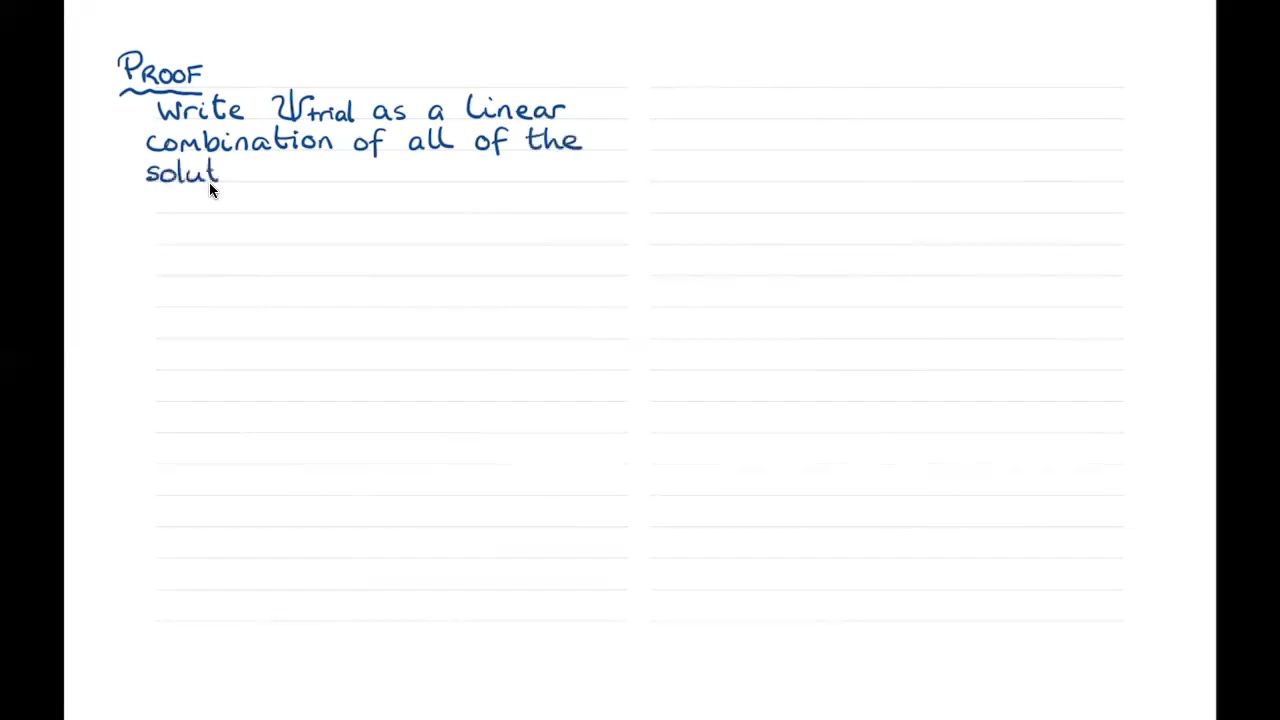 PROOF
Write Ψtrial as a linear
combination of all of the
solut